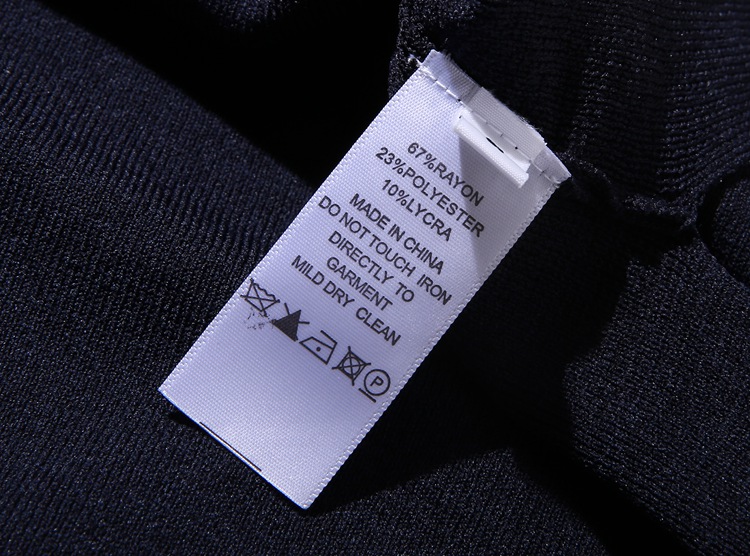 67%RAYON
23%POLYESTER
10%LYCRA
MADE IN CHINA
DO NOT TOUCH IRON
DIRECTLY TO
GARMENT
MILD DRY CLEAN
P